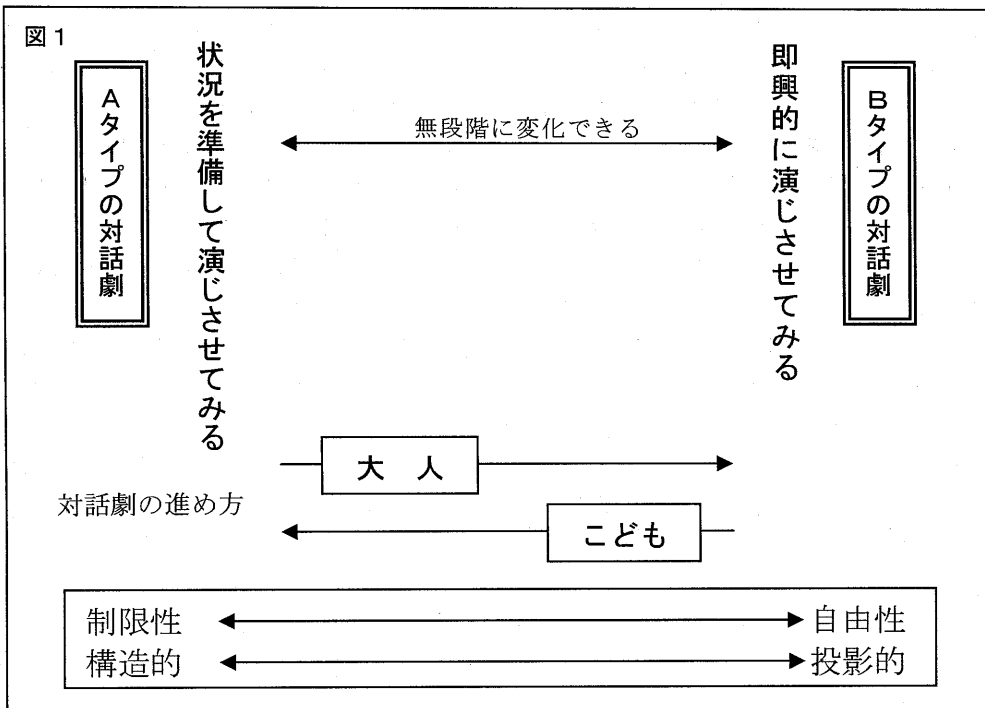 図1
Aタイプの対話劇
状況を準備して演じさせてみる
無段階に変化できる
即興的に演じさせてみる
Bタイプの対話劇
大 人
対話劇の進め方
こども
制限性 自由性
構造的 投影的